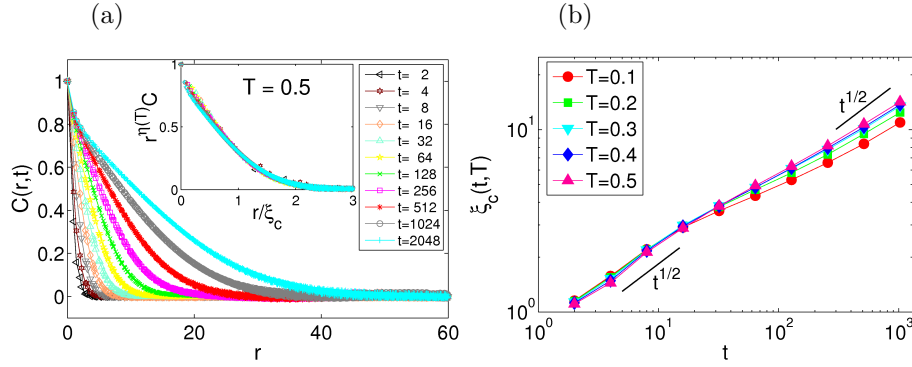 (a)
(b)
1
0.8
0.6
0.4
0.2
0
C(r,t)
0
20
40
60
r
1
0.5
0
r^η(T) C
0
1
2
3
r/ξ_c
T = 0.5
t= 2
t= 4
t= 8
t= 16
t= 32
t= 64
t= 128
t= 256
t= 512
t=1024
t=2048
T=0.1
T=0.2
T=0.3
T=0.4
T=0.5
t^1/2
t^1/2
10^1
10^0
ξ_c(t,T)
10^0
10^1
10^2
10^3
t